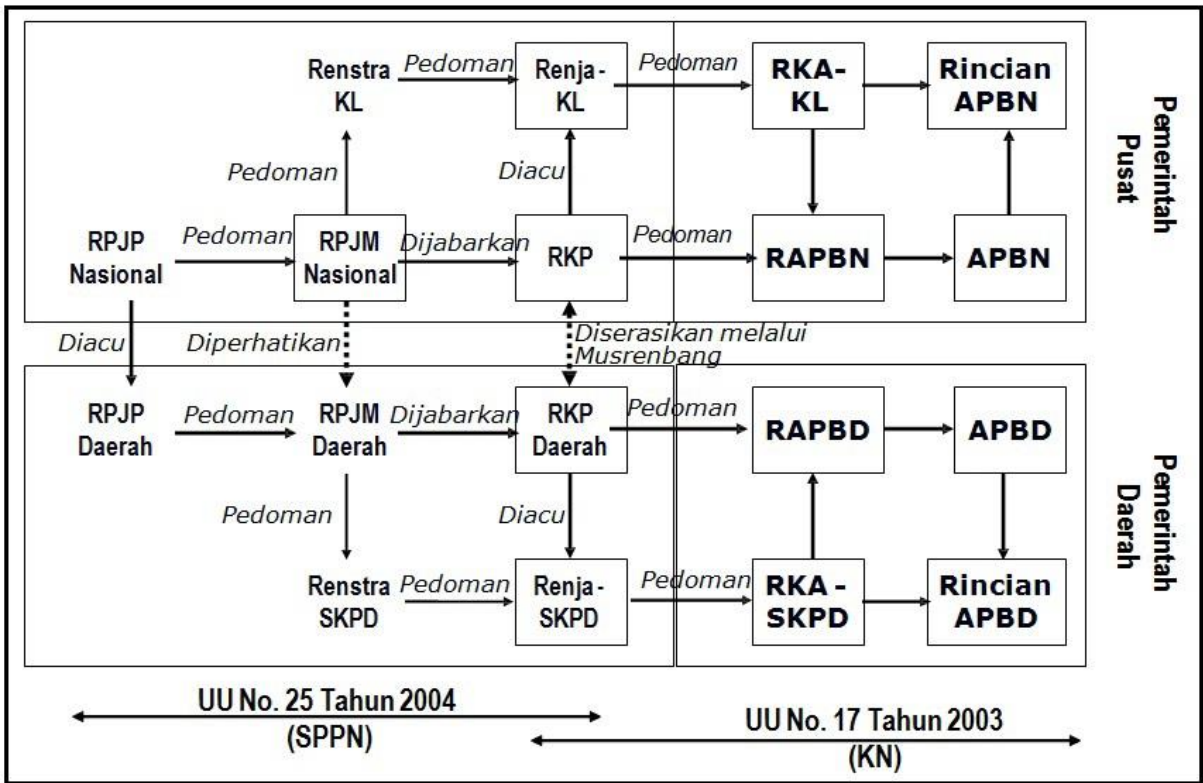 Renstra
KL
Pedoman
Renja -
KL
Pedoman
RKA-
KL
Rincian
APBN
Pemerintah
Pusat
Pedoman
Diacu
RPJP
Nasional
Pedoman
RPJM
Nasional
Dijabarkan
RKP
Pedoman
RAPBN
APBN
Diacu
Diperhatikan
Diserasikan melalui
Musrenbang
RPJP
Daerah
Pedoman
RPJM
Daerah
Dijabarkan
RKP
Daerah
Pedoman
RAPBD
APBD
Pemerintah
Daerah
Pedoman
Diacu
Renstra
SKPD
Pedoman
Renja -
SKPD
Pedoman
RKA -
SKPD
Rincian
APBD
UU No. 25 Tahun 2004
(SPPN)
UU No. 17 Tahun 2003
(KN)